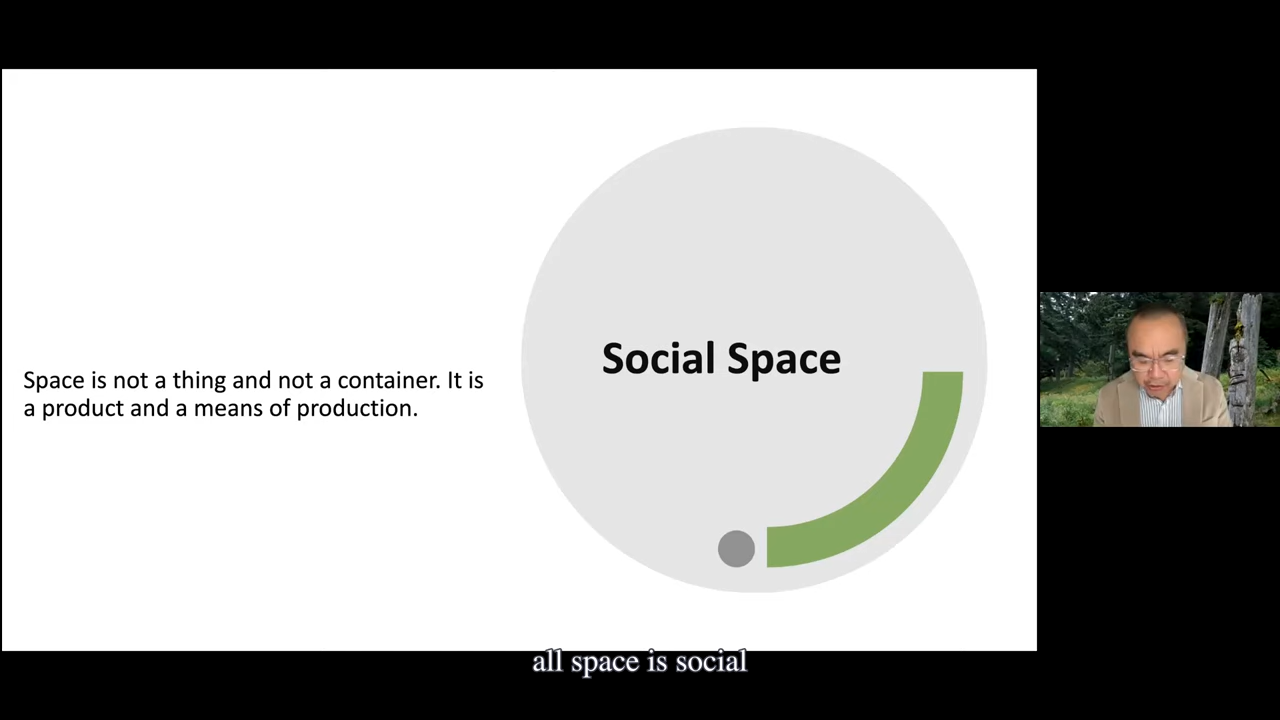 Social Space
Space is not a thing and not a container. It is
a product and a means of production.
all space is social